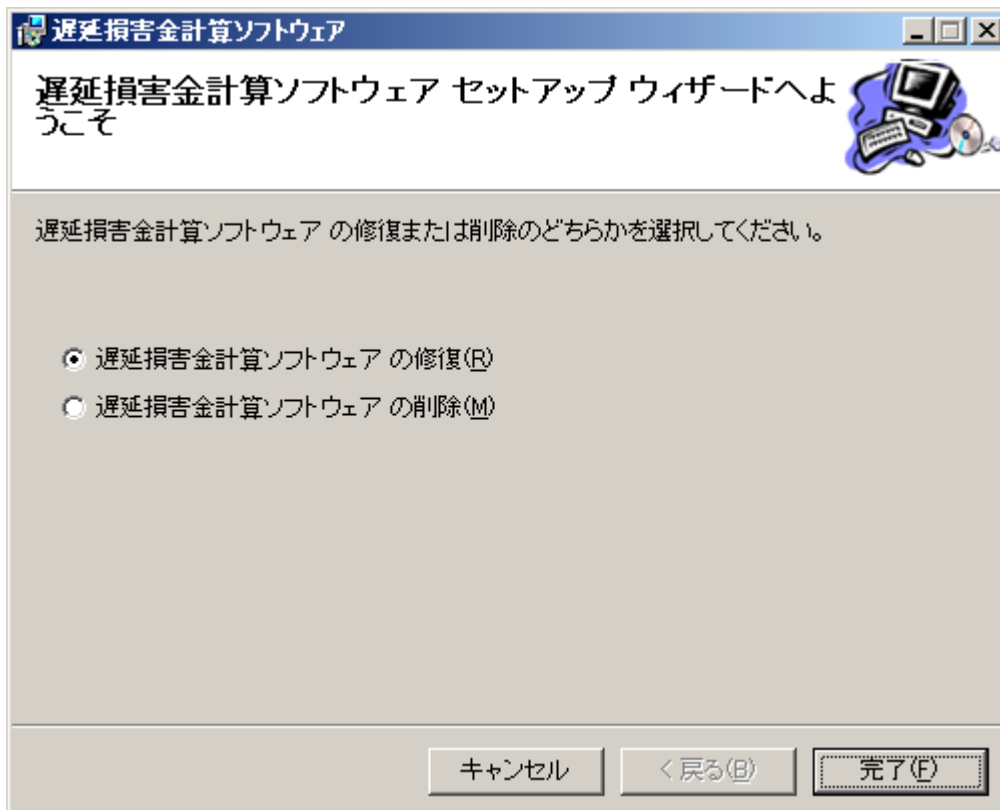 遅延損害金計算ソフトウェア
遅延損害金計算ソフトウェア セットアップ ウィザードへよ
うこそ
遅延損害金計算ソフトウェア の修復または削除のどちらかを選択してください。
遅延損害金計算ソフトウェア の修復(R)
遅延損害金計算ソフトウェア の削除(M)
キャンセル
< 戻る(B)
完了(F)